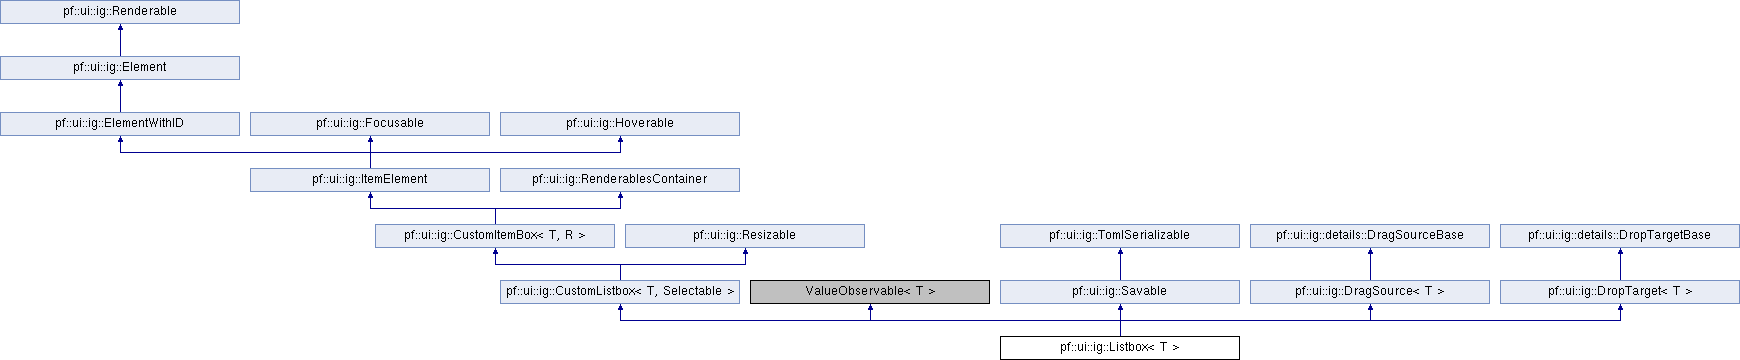 pf::ui::ig::Renderable
pf::ui::ig::Element
pf::ui::ig::ElementWithID
pf::ui::ig::Focusable
pf::ui::ig::Hoverable
pf::ui::ig::ItemElement
pf::ui::ig::RenderablesContainer
pf::ui::ig::CustomItemBox< T, R >
pf::ui::ig::Resizable
pf::ui::ig::TomlSerializable
pf::ui::ig::details::DragSourceBase
pf::ui::ig::details::DropTargetBase
pf::ui::ig::CustomListbox< T, Selectable >
ValueObservable< T >
pf::ui::ig::Savable
pf::ui::ig::DragSource< T >
pf::ui::ig::DropTarget< T >
pf::ui::ig::Listbox< T >